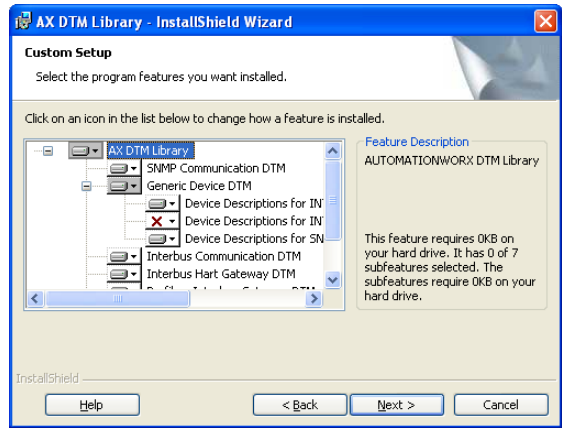 AX DTM Library - InstallShield Wizard
Custom Setup
Select the program features you want installed.
Click on an icon in the list below to change how a feature is installed.
AX DTM Library
SNMP Communication DTM
Generic Device DTM
Device Descriptions for IN
Device Descriptions for IN
Device Descriptions for SN
Interbus Communication DTM
Interbus Hart Gateway DTM
Feature Description
AUTOMATIONWORX DTM Library
This feature requires 0KB on
your hard drive. It has 0 of 7
subfeatures selected. The
subfeatures require 0KB on your
hard drive.
InstallShield
Help
< Back
Next >
Cancel